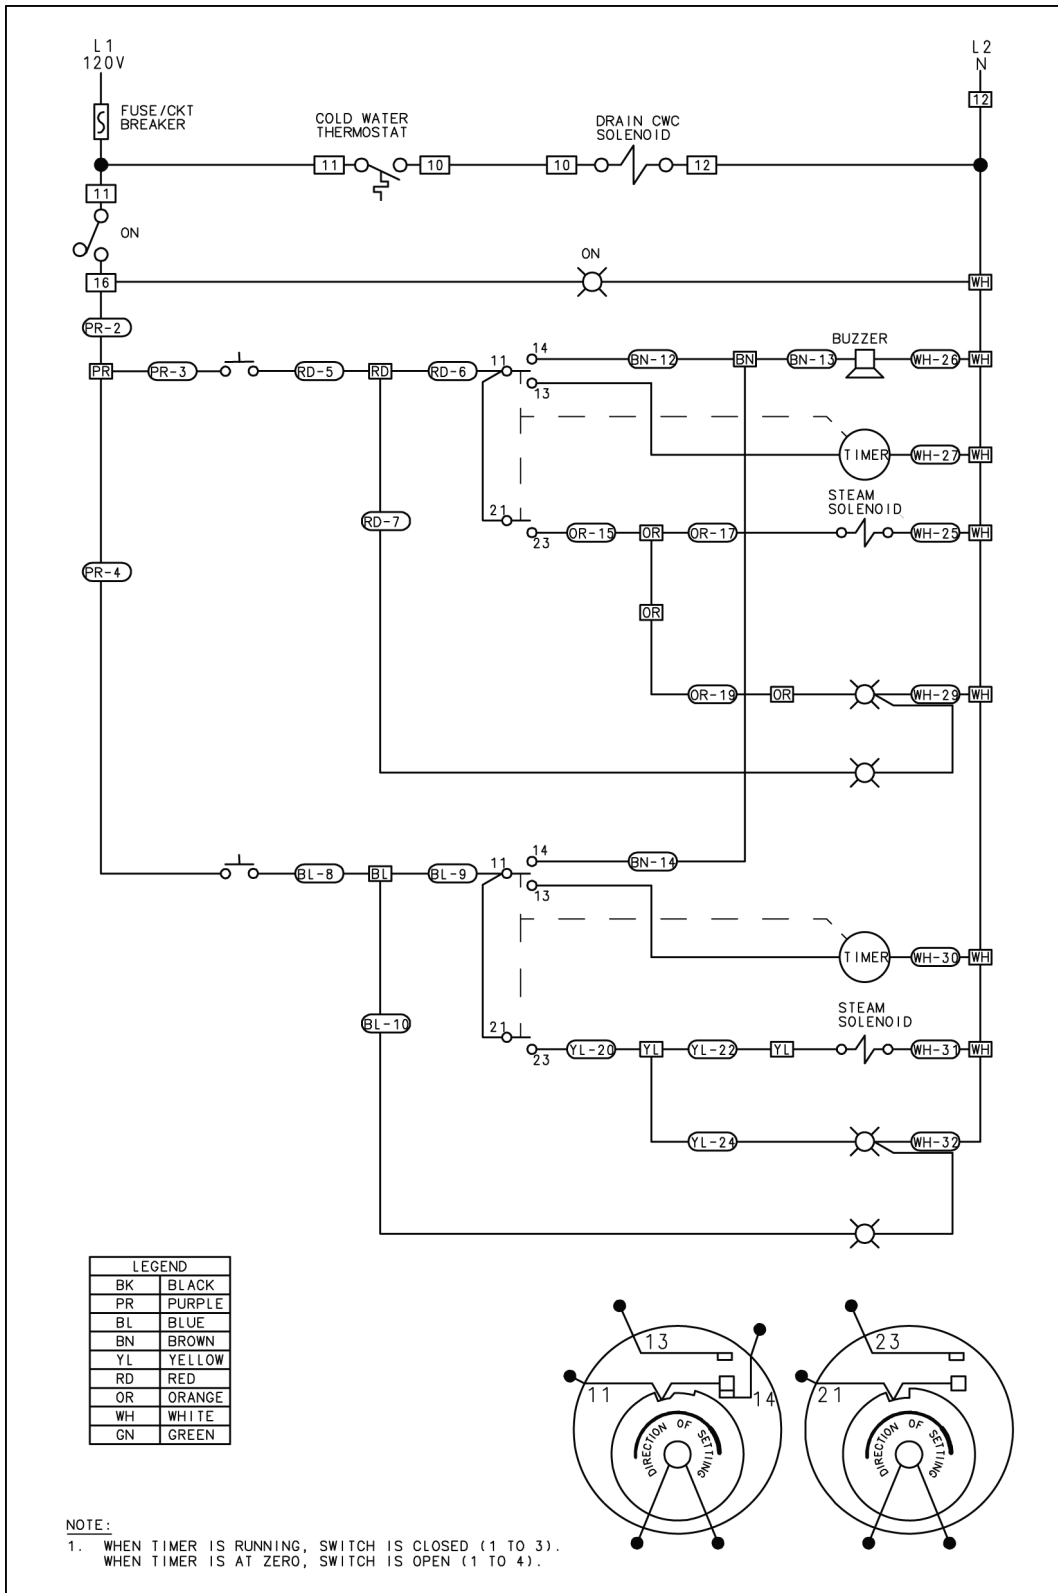 L1
120V
L2
N
12
FUSE/CKT
BREAKER
COLD WATER
THERMOSTAT
DRAIN CWC
SOLENOID
11 10 10 12
11
ON
ON
16 WH
PR-2
BUZZER
14 BN-12 BN BN-13 WH-26 WH
PR PR-3 RD-5 RD RD-6 11
13
TIMER WH-27 WH
STEAM
SOLENOID
21
RD-7
23 OR-15 OR OR-17 WH-25 WH
PR-4
OR
OR-19 OR WH-29 WH
14 BN-14
BL-8 BL BL-9 11
13
TIMER WH-30 WH
STEAM
SOLENOID
BL-10
21
23 YL-20 YL YL-22 YL WH-31 WH
YL-24 WH-32
LEGEND
BK BLACK
PR PURPLE
BL BLUE
BN BROWN
YL YELLOW
RD RED
OR ORANGE
WH WHITE
GN GREEN
13
11
14
DIRECTION OF SETTING
23
21
DIRECTION OF SETTING
NOTE:
1. WHEN TIMER IS RUNNING, SWITCH IS CLOSED (1 TO 3).
WHEN TIMER IS AT ZERO, SWITCH IS OPEN (1 TO 4).